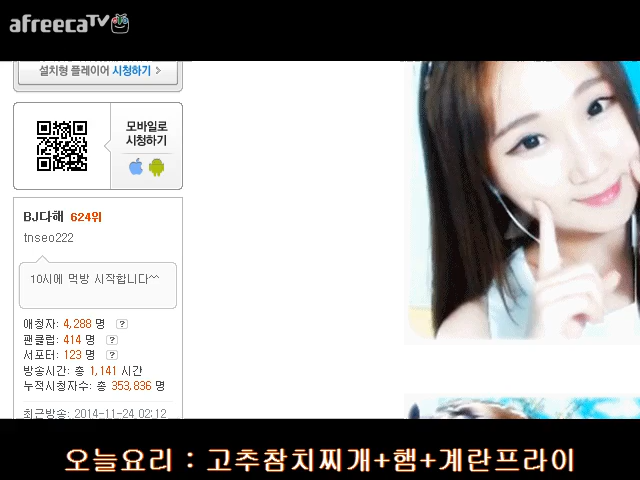 afreecaTV
설치형 플레이어 시청하기 >
모바일로
시청하기
BJ다해 624위
tnseo222
10시에 먹방 시작합니다^^
애청자: 4,288 명 ?
팬클럽: 414 명 ?
서포터: 123 명 ?
방송시간: 총 1,141 시간
누적시청자수: 총 353,836 명
최근방송: 2014-11-24 02:12
오늘요리 : 고추참치찌개+햄+계란프라이